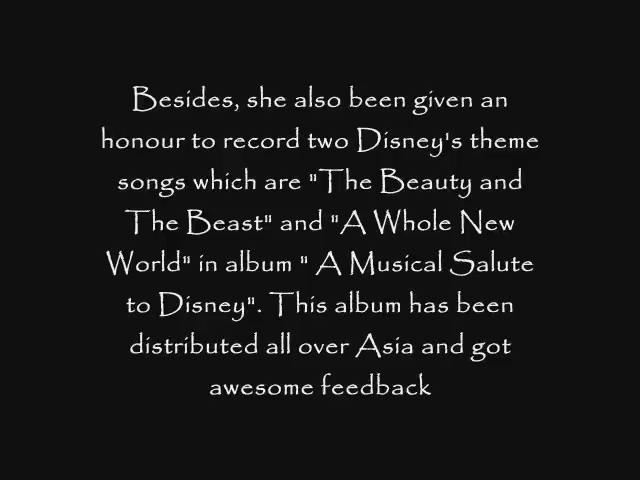 Besides, she also been given an
honour to record two Disney's theme
songs which are "The Beauty and
The Beast" and "A Whole New
World" in album " A Musical Salute
to Disney". This album has been
distributed all over Asia and got
awesome feedback